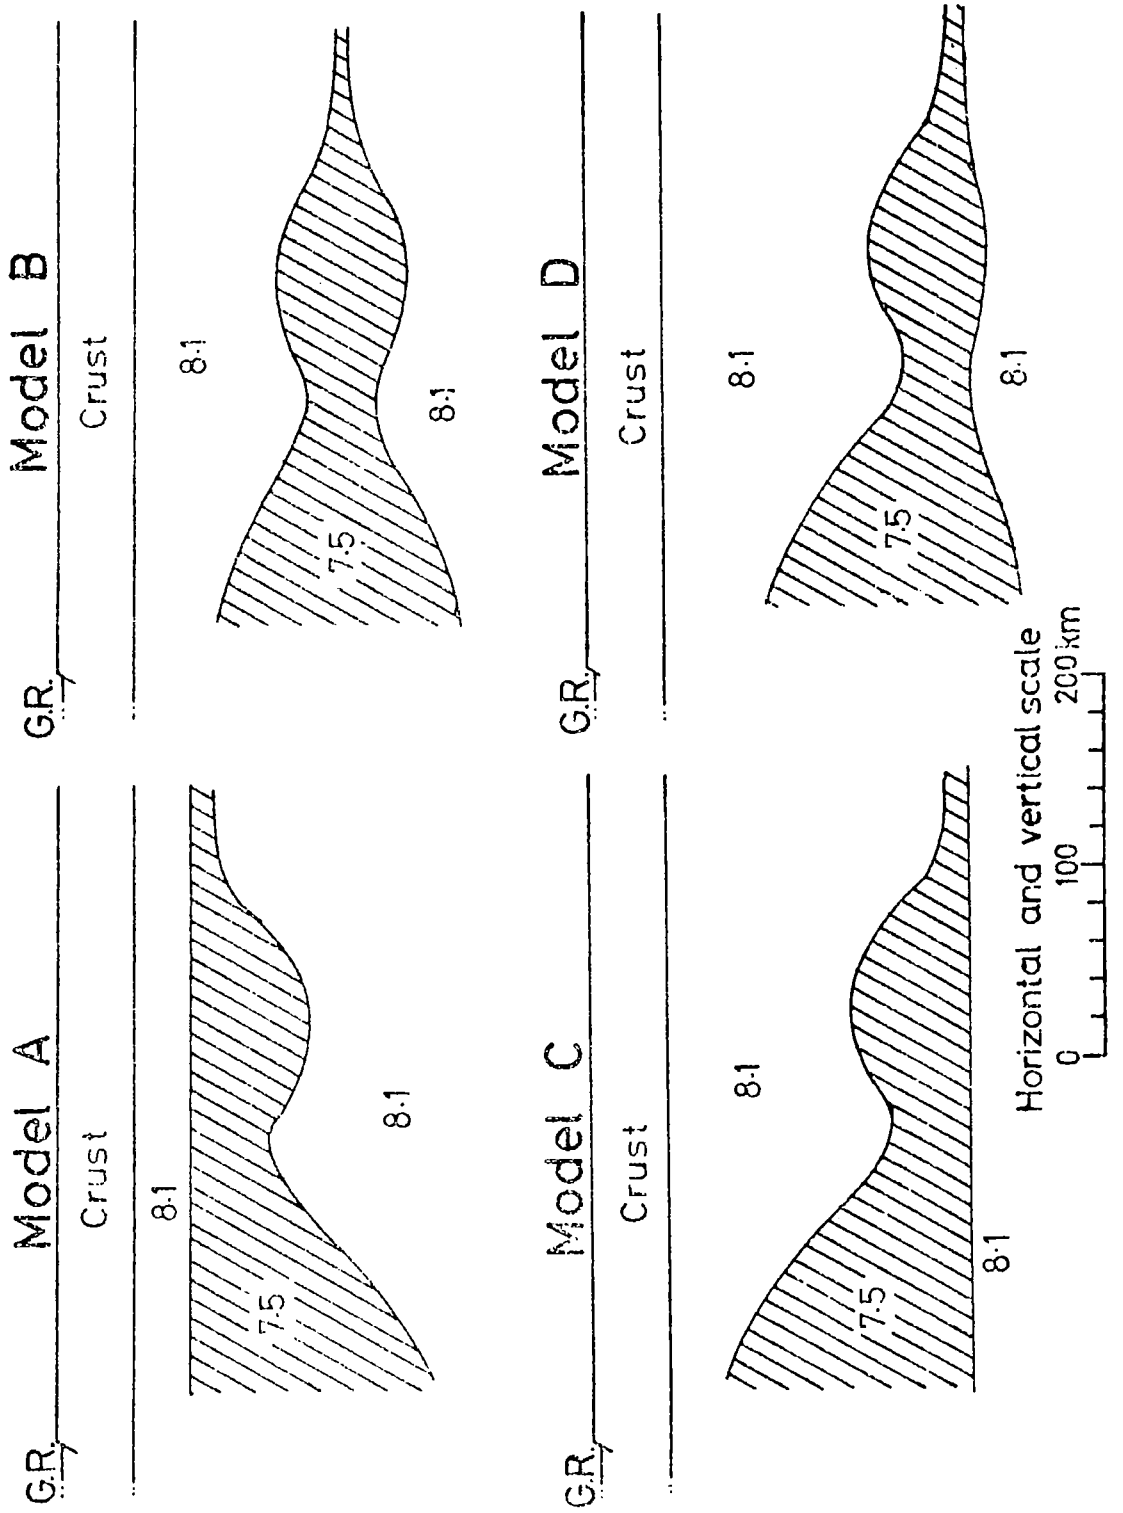 Model A
G.R.
Crust
8·1
7·5
8·1
Model B
G.R.
Crust
8·1
7·5
8·1
Model C
G.R.
Crust
8·1
7·5
8·1
Model D
G.R.
Crust
8·1
7·5
8·1
Horizontal and vertical scale
0 100 200km